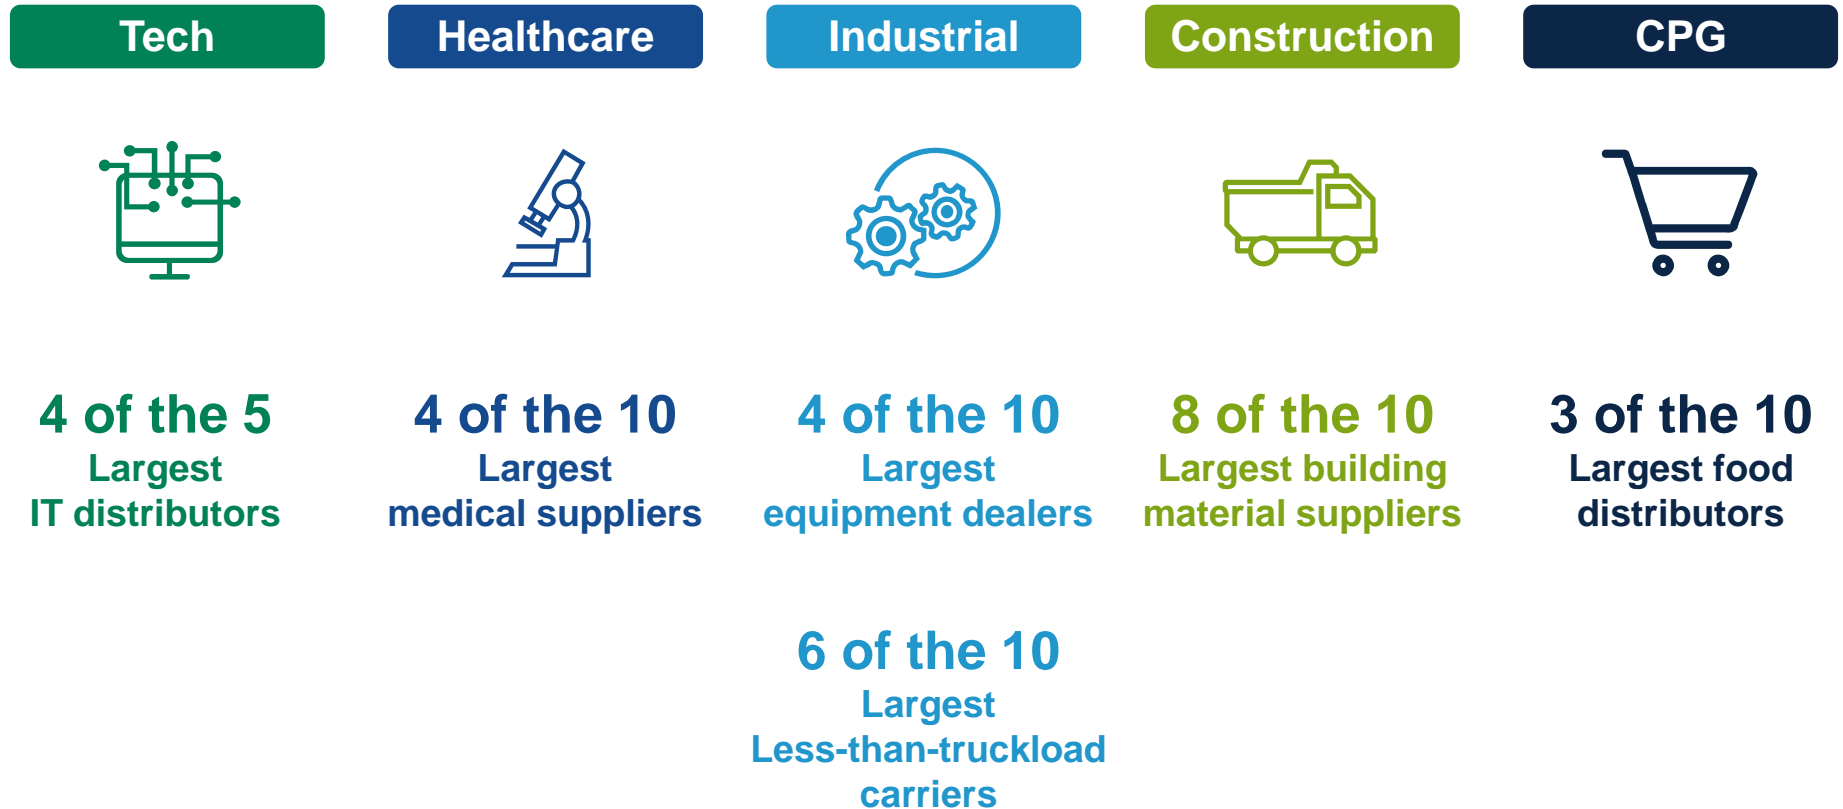 Tech
Healthcare
Industrial
Construction
CPG
4 of the 5
Largest
IT distributors
4 of the 10
Largest
medical suppliers
4 of the 10
Largest
equipment dealers
8 of the 10
Largest building
material suppliers
3 of the 10
Largest food
distributors
6 of the 10
Largest
Less-than-truckload
carriers